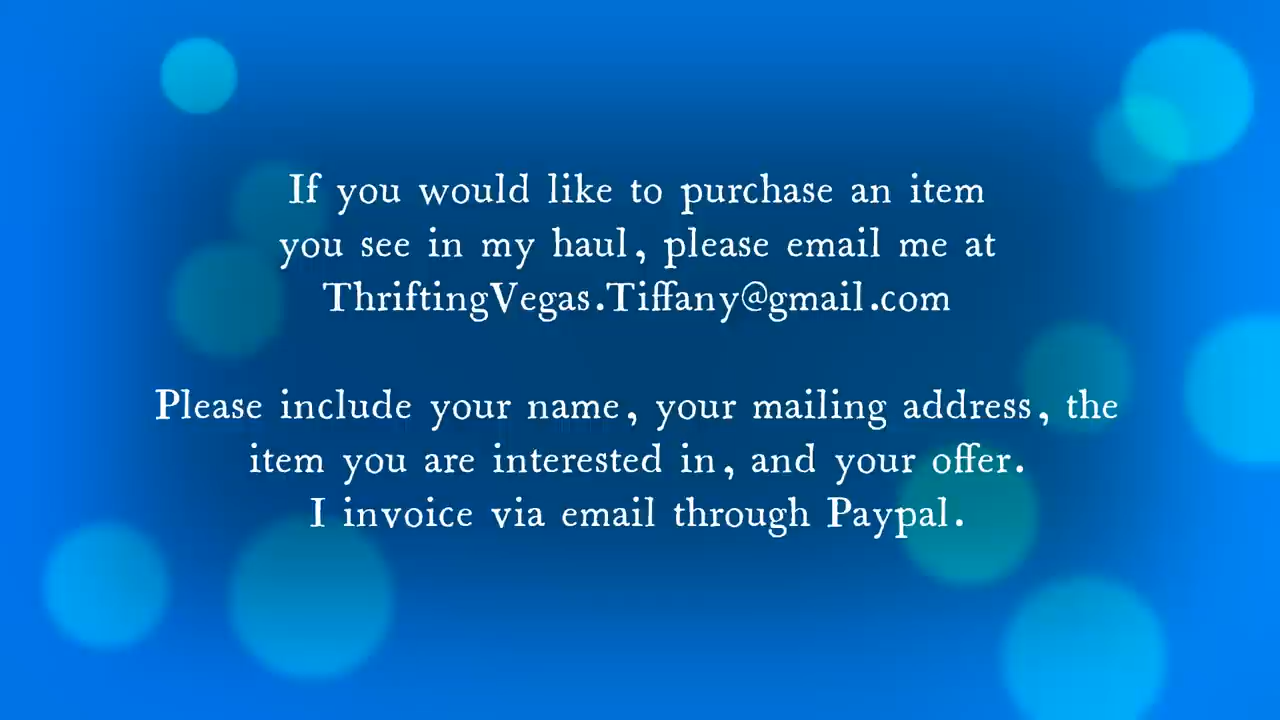 If you would like to purchase an item
you see in my haul, please email me at
ThriftingVegas.Tiffany@gmail.com
Please include your name, your mailing address, the
item you are interested in, and your offer.
I invoice via email through Paypal.